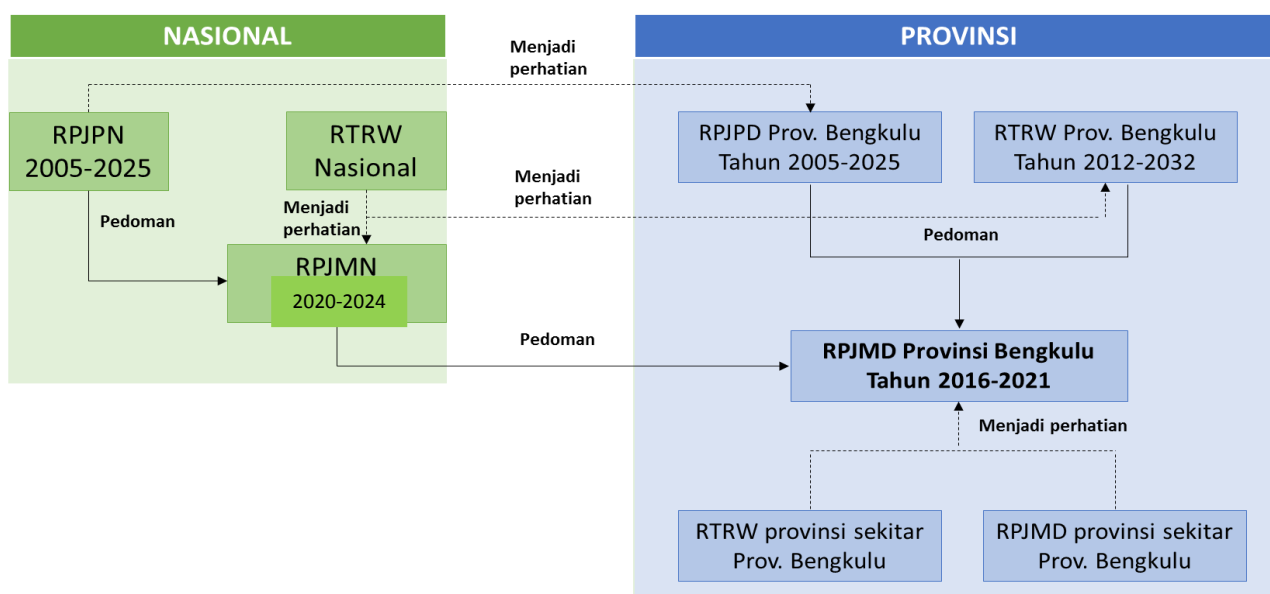 NASIONAL
PROVINSI
Menjadi
perhatian
RPJPN
2005-2025
RTRW
Nasional
RPJPD Prov. Bengkulu
Tahun 2005-2025
RTRW Prov. Bengkulu
Tahun 2012-2032
Menjadi
perhatian
Pedoman
Menjadi
perhatian
Pedoman
RPJMN
2020-2024
Pedoman
RPJMD Provinsi Bengkulu
Tahun 2016-2021
Menjadi perhatian
RTRW provinsi sekitar
Prov. Bengkulu
RPJMD provinsi sekitar
Prov. Bengkulu